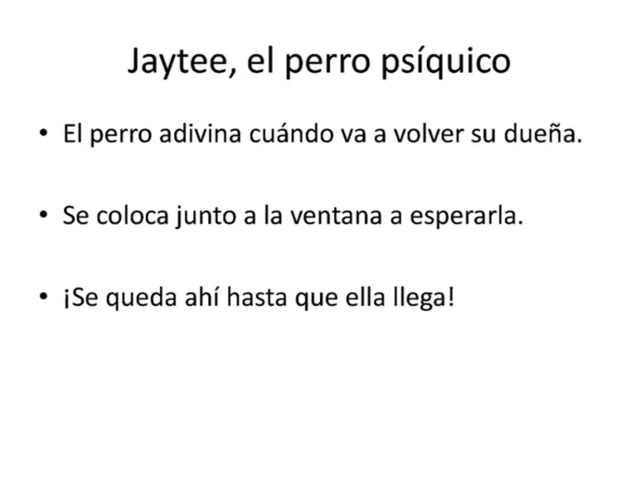 Jaytee, el perro psíquico
• El perro adivina cuándo va a volver su dueña.
• Se coloca junto a la ventana a esperarla.
• ¡Se queda ahí hasta que ella llega!